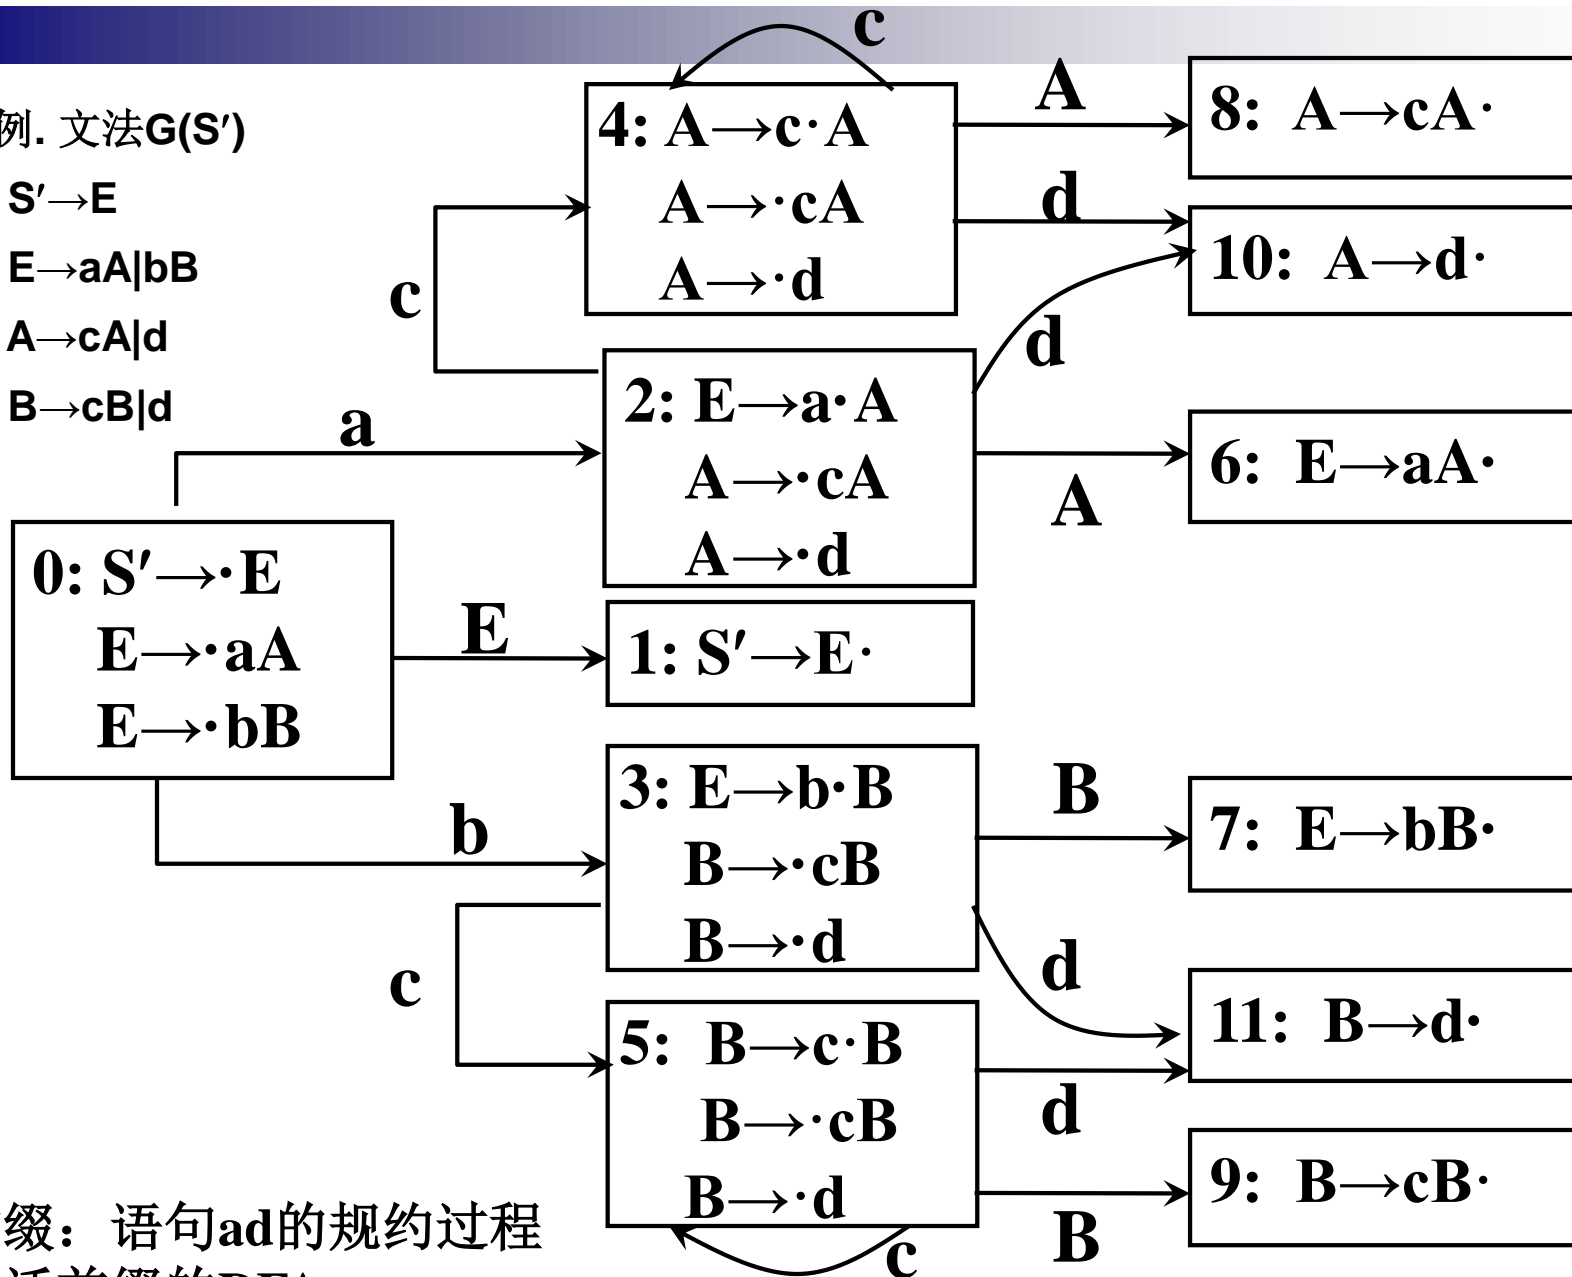 例. 文法G(S′)
S′→E
E→aA|bB
A→cA|d
B→cB|d
c
4: A→c·A
A→·cA
A→·d
A
8: A→cA·
d
10: A→d·
c
2: E→a·A
A→·cA
A→·d
d
a
A
6: E→aA·
0: S′→·E
E→·aA
E→·bB
E
1: S′→E·
b
3: E→b·B
B→·cB
B→·d
B
7: E→bB·
c
d
11: B→d·
5: B→c·B
B→·cB
B→·d
d
B
9: B→cB·
c
缀：语句ad的规约过程